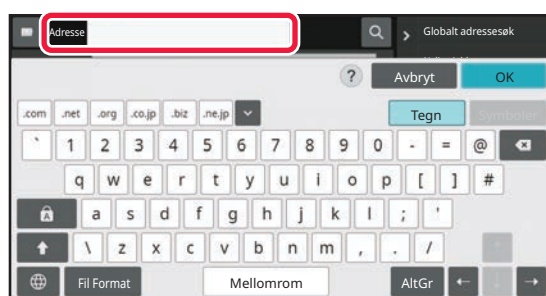 Adresse
Globalt adressesøk
? Avbryt OK
.com .net .org .co.jp .biz .ne.jp Tegn Symboler
` 1 2 3 4 5 6 7 8 9 0 - = @
q w e r t y u i o p [ ] #
A a s d f g h j k l ; '
\ z x c v b n m , . /
Fil Format Mellomrom AltGr